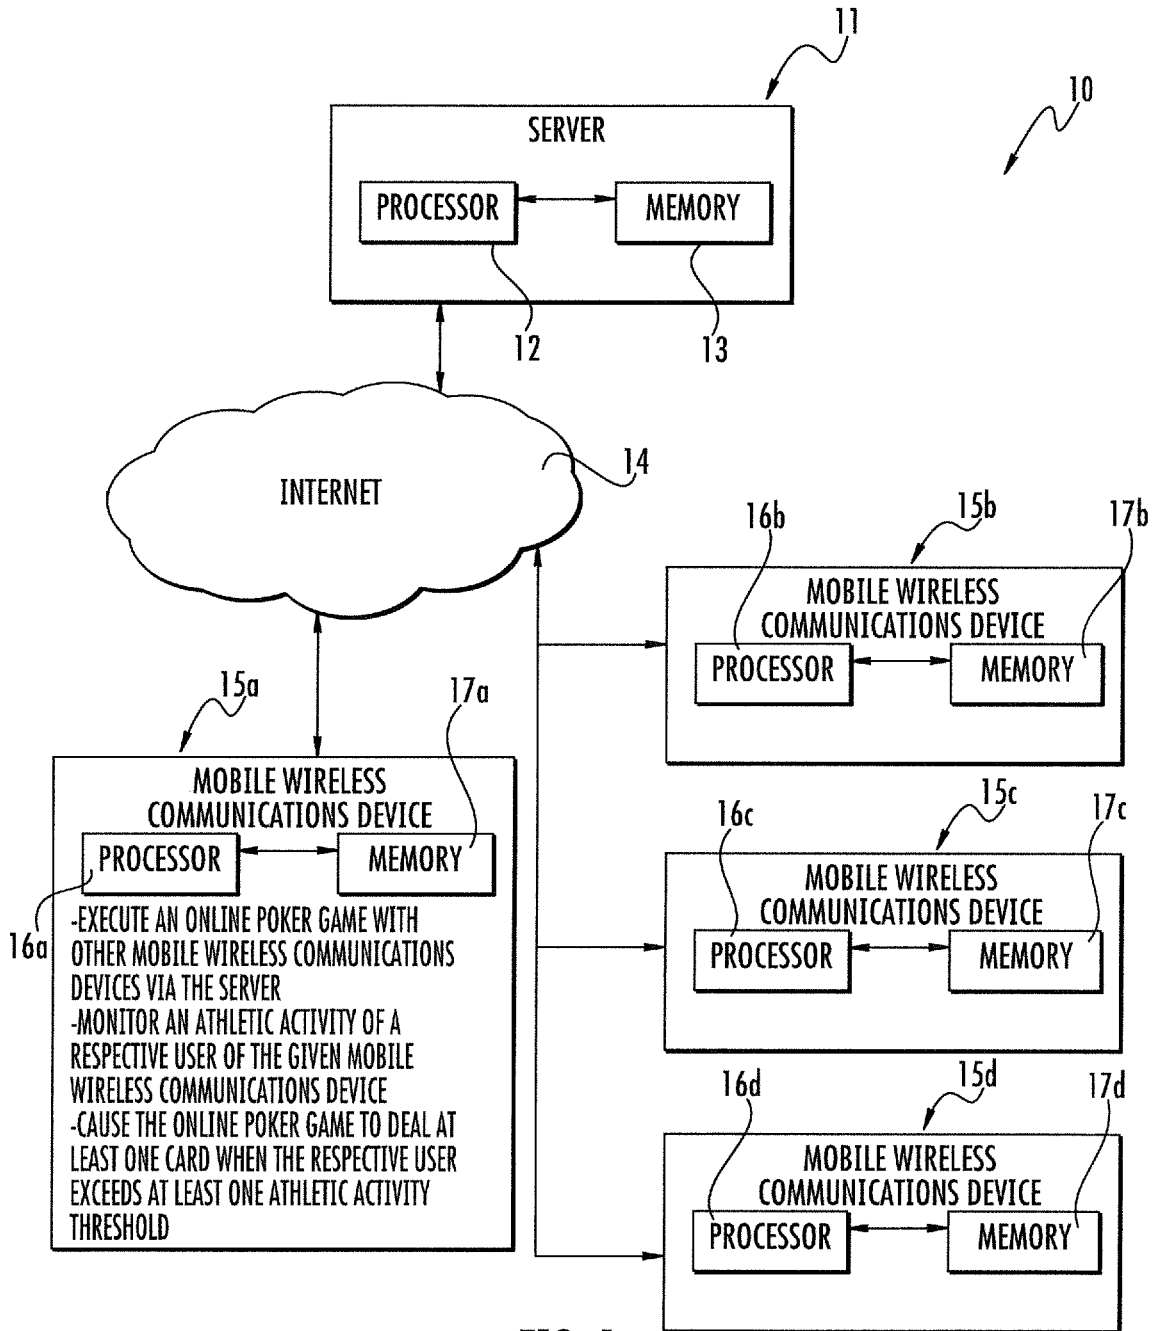 11
10
SERVER
PROCESSOR
MEMORY
12
13
INTERNET
14
15b
16b
17b
MOBILE WIRELESS
COMMUNICATIONS DEVICE
PROCESSOR
MEMORY
15a
17a
MOBILE WIRELESS
COMMUNICATIONS DEVICE
PROCESSOR
MEMORY
16a
-EXECUTE AN ONLINE POKER GAME WITH
OTHER MOBILE WIRELESS COMMUNICATIONS
DEVICES VIA THE SERVER
-MONITOR AN ATHLETIC ACTIVITY OF A
RESPECTIVE USER OF THE GIVEN MOBILE
WIRELESS COMMUNICATIONS DEVICE
-CAUSE THE ONLINE POKER GAME TO DEAL AT
LEAST ONE CARD WHEN THE RESPECTIVE USER
EXCEEDS AT LEAST ONE ATHLETIC ACTIVITY
THRESHOLD
15c
16c
17c
MOBILE WIRELESS
COMMUNICATIONS DEVICE
PROCESSOR
MEMORY
15d
16d
17d
MOBILE WIRELESS
COMMUNICATIONS DEVICE
PROCESSOR
MEMORY